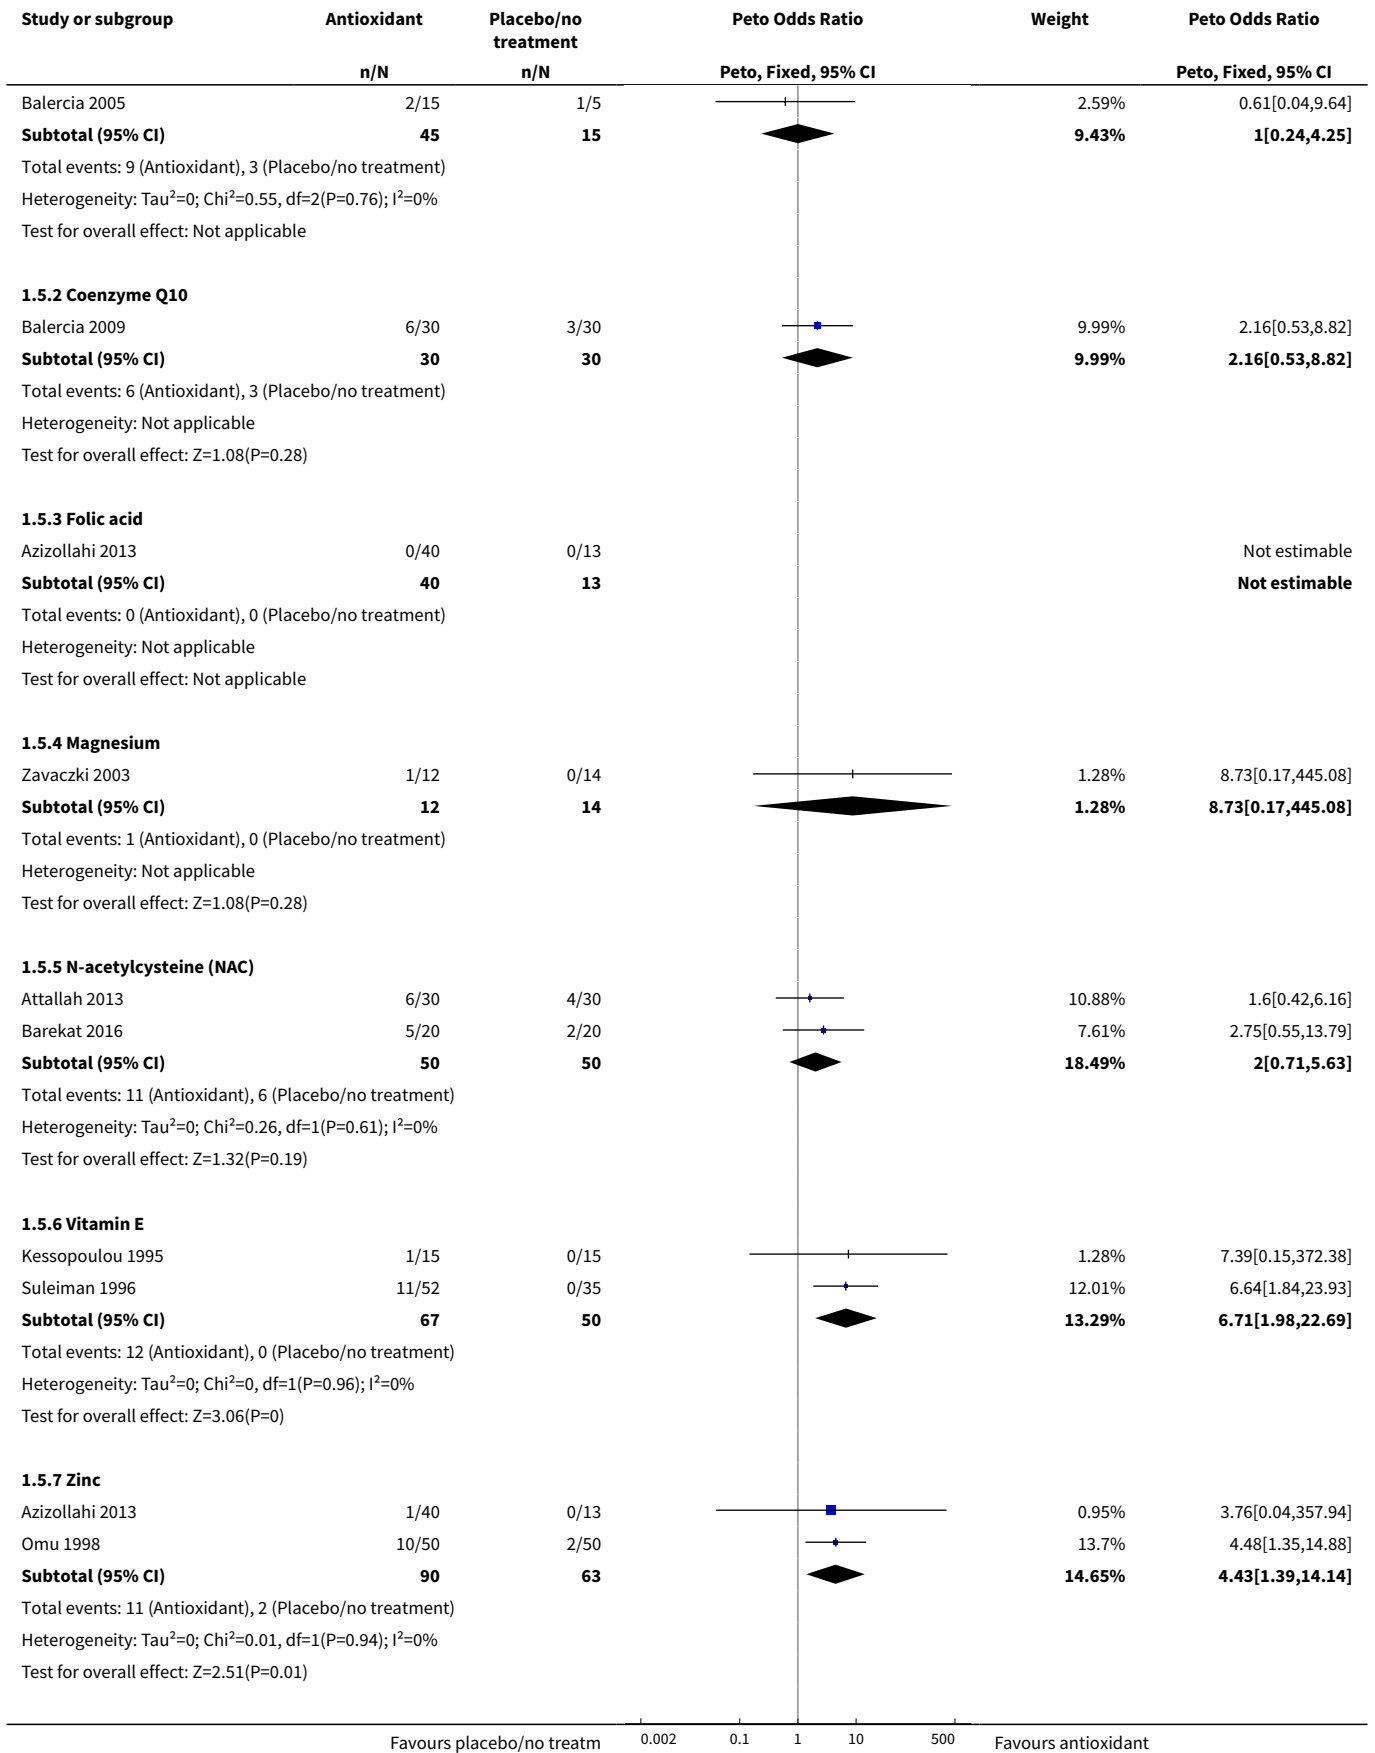 Study or subgroup Antioxidant Placebo/no treatment Peto Odds Ratio Weight Peto Odds Ratio
n/N n/N Peto, Fixed, 95% CI Peto, Fixed, 95% CI
Balercia 2005 2/15 1/5 2.59% 0.61[0.04,9.64]
Subtotal (95% CI) 45 15 9.43% 1[0.24,4.25]
Total events: 9 (Antioxidant), 3 (Placebo/no treatment)
Heterogeneity: Tau²=0; Chi²=0.55, df=2(P=0.76); I²=0%
Test for overall effect: Not applicable
1.5.2 Coenzyme Q10
Balercia 2009 6/30 3/30 9.99% 2.16[0.53,8.82]
Subtotal (95% CI) 30 30 9.99% 2.16[0.53,8.82]
Total events: 6 (Antioxidant), 3 (Placebo/no treatment)
Heterogeneity: Not applicable
Test for overall effect: Z=1.08(P=0.28)
1.5.3 Folic acid
Azizollahi 2013 0/40 0/13 Not estimable
Subtotal (95% CI) 40 13 Not estimable
Total events: 0 (Antioxidant), 0 (Placebo/no treatment)
Heterogeneity: Not applicable
Test for overall effect: Not applicable
1.5.4 Magnesium
Zavaczki 2003 1/12 0/14 1.28% 8.73[0.17,445.08]
Subtotal (95% CI) 12 14 1.28% 8.73[0.17,445.08]
Total events: 1 (Antioxidant), 0 (Placebo/no treatment)
Heterogeneity: Not applicable
Test for overall effect: Z=1.08(P=0.28)
1.5.5 N-acetylcysteine (NAC)
Attallah 2013 6/30 4/30 10.88% 1.6[0.42,6.16]
Barekat 2016 5/20 2/20 7.61% 2.75[0.55,13.79]
Subtotal (95% CI) 50 50 18.49% 2[0.71,5.63]
Total events: 11 (Antioxidant), 6 (Placebo/no treatment)
Heterogeneity: Tau²=0; Chi²=0.26, df=1(P=0.61); I²=0%
Test for overall effect: Z=1.32(P=0.19)
1.5.6 Vitamin E
Kessopoulou 1995 1/15 0/15 1.28% 7.39[0.15,372.38]
Suleiman 1996 11/52 0/35 12.01% 6.64[1.84,23.93]
Subtotal (95% CI) 67 50 13.29% 6.71[1.98,22.69]
Total events: 12 (Antioxidant), 0 (Placebo/no treatment)
Heterogeneity: Tau²=0; Chi²=0, df=1(P=0.96); I²=0%
Test for overall effect: Z=3.06(P=0)
1.5.7 Zinc
Azizollahi 2013 1/40 0/13 0.95% 3.76[0.04,357.94]
Omu 1998 10/50 2/50 13.7% 4.48[1.35,14.88]
Subtotal (95% CI) 90 63 14.65% 4.43[1.39,14.14]
Total events: 11 (Antioxidant), 2 (Placebo/no treatment)
Heterogeneity: Tau²=0; Chi²=0.01, df=1(P=0.94); I²=0%
Test for overall effect: Z=2.51(P=0.01)
Favours placebo/no treatm 0.002 0.1 1 10 500 Favours antioxidant